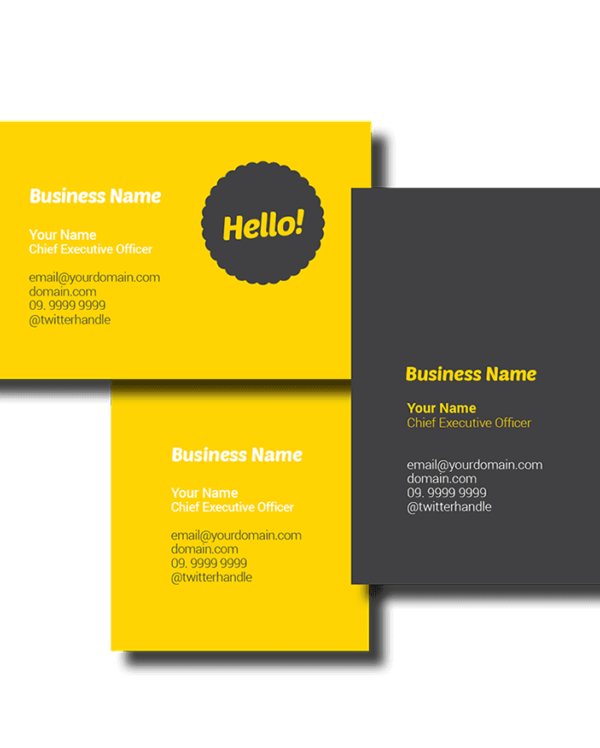 Business Name
Your Name
Chief Executive Officer
email@yourdomain.com
domain.com
09. 9999 9999
@twitterhandle
Hello!
Business Name
Your Name
Chief Executive Officer
email@yourdomain.com
domain.com
09. 9999 9999
@twitterhandle
Business Name
Your Name
Chief Executive Officer
email@yourdomain.com
domain.com
09. 9999 9999
@twitterhandle